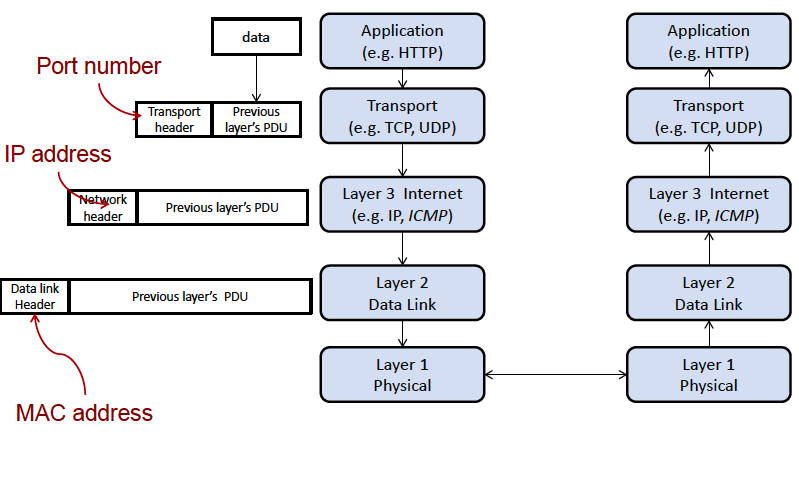 data
Application
(e.g. HTTP)
Application
(e.g. HTTP)
Port number
Transport
header
Previous
layer's PDU
Transport
(e.g. TCP, UDP)
Transport
(e.g. TCP, UDP)
IP address
Network
header
Previous layer's PDU
Layer 3 Internet
(e.g. IP, ICMP)
Layer 3 Internet
(e.g. IP, ICMP)
Data link
Header
Previous layer's PDU
Layer 2
Data Link
Layer 2
Data Link
Layer 1
Physical
Layer 1
Physical
MAC address